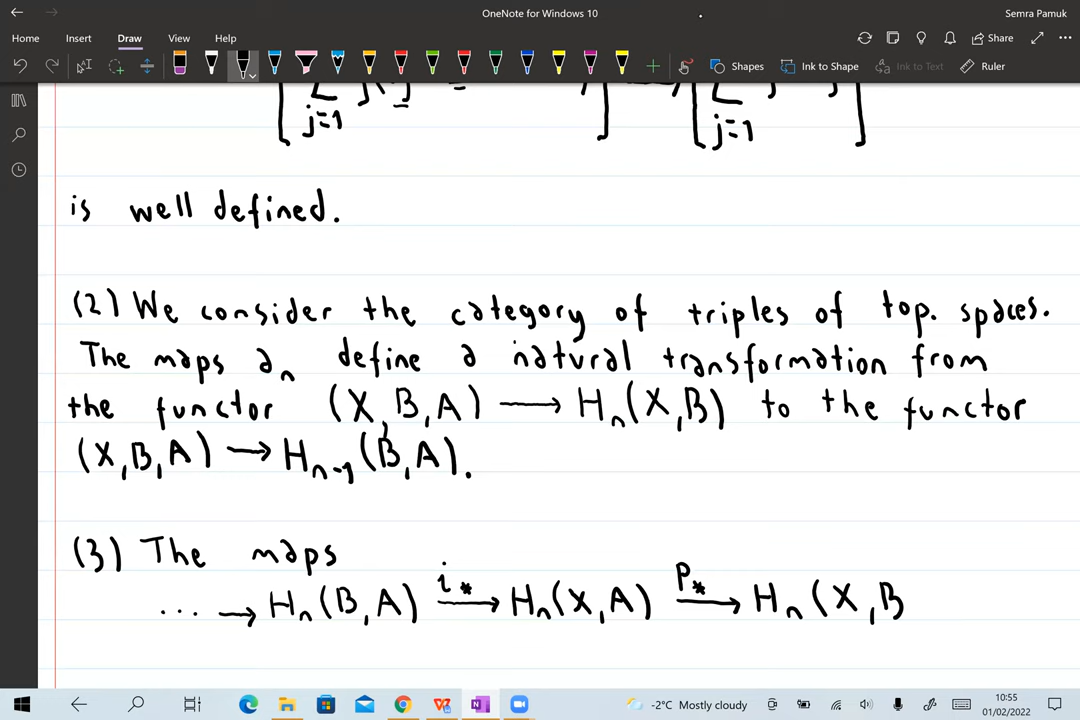 OneNote for Windows 10
Semra Pamuk
Home Insert Draw View Help
Share
Shapes Ink to Shape Ink to Text Ruler
j=1 j=1
is well defined.
(2) We consider the category of triples of top. spaces.
The maps ∂n define a natural transformation from
the functor (X,B,A) ⟶ Hn(X,B) to the functor
(X,B,A) → Hn-1(B,A).
(3) The maps
... → Hn(B,A) i* → Hn(X,A) p* → Hn(X,B
-2°C Mostly cloudy
10:55
01/02/2022